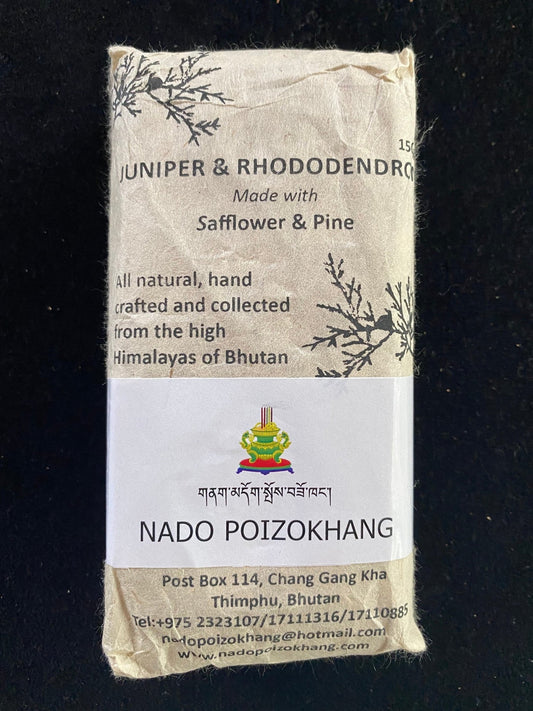 150
JUNIPER & RHODODENDRO
Made with
Safflower & Pine
All natural, hand
crafted and collected
from the high
Himalayas of Bhutan
གནག་མདོག་སྤོས་བཟོ་ཁང།
NADO POIZOKHANG
Post Box 114, Chang Gang Kha
Thimphu, Bhutan
Tel:+975 2323107/17111316/17110885
nadopoizokhang@hotmail.com
www.nadopoizokhang.com